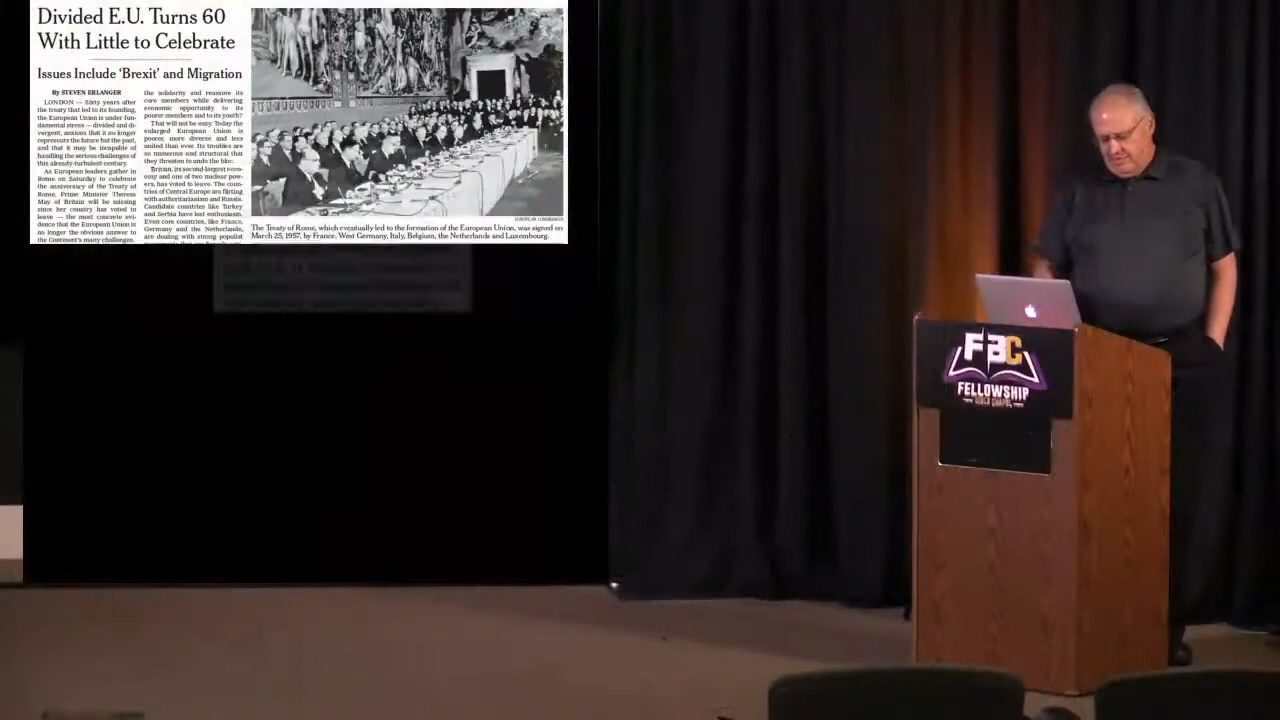 Divided E.U. Turns 60
With Little to Celebrate
Issues Include ‘Brexit’ and Migration
By STEVEN ERLANGER
LONDON — Sixty years after
the treaty that led to its founding,
the European Union is under fun-
damental stress — divided and di-
vergent, anxious that it no longer
represents the future but the past,
and that it may be incapable of
handling the serious challenges of
this already-turbulent century.
As European leaders gather in
Rome on Saturday to celebrate
the anniversary of the Treaty of
Rome, Prime Minister Theresa
May of Britain will be missing
since her country has voted to
leave — the most concrete evi-
dence that the European Union is
no longer the obvious answer to
the Continent's many challenges.
the solidarity and reassure its
core members while delivering
economic opportunity to its
poorer members and to its youth?
That will not be easy. Today the
enlarged European Union is
poorer, more diverse and less
united than ever. Its troubles are
so numerous and structural that
they threaten to undo the bloc.
Britain, its second-largest econ-
omy and one of two nuclear pow-
ers, has voted to leave. The coun-
tries of Central Europe are flirting
with authoritarianism and Russia.
Candidate countries like Turkey
and Serbia have lost enthusiasm.
Even core countries, like France,
Germany and the Netherlands,
are dealing with strong populist
EUROPEAN COMMUNITIES
The Treaty of Rome, which eventually led to the formation of the European Union, was signed on
March 25, 1957, by France, West Germany, Italy, Belgium, the Netherlands and Luxembourg.
FBC
FELLOWSHIP
BIBLE CHAPEL